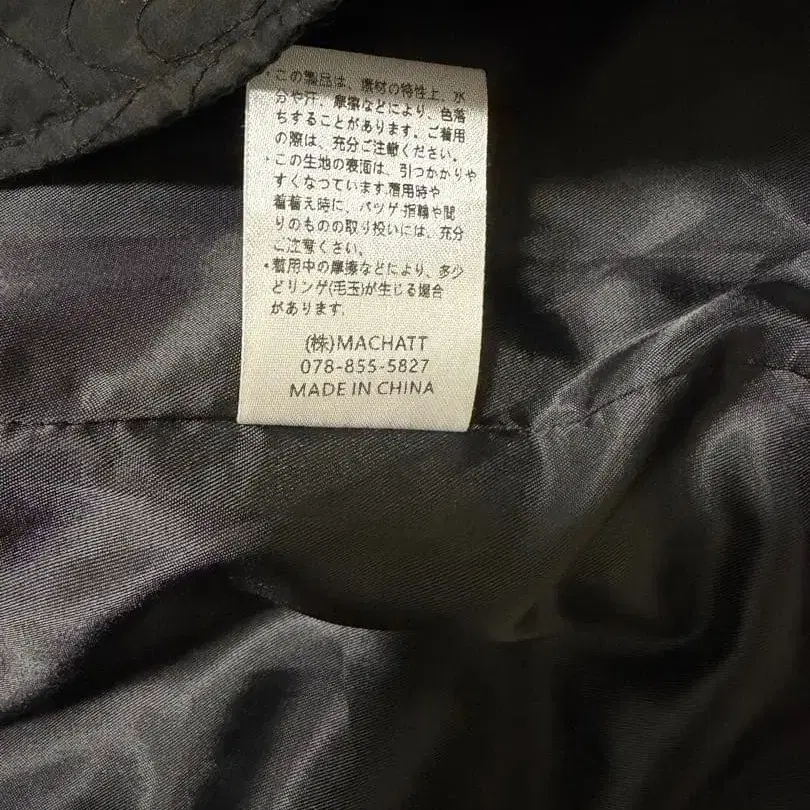 ・この製品は、素材の特性上、水
分や汗、摩擦などにより、色落
ちすることがあります。ご着用
の際は、充分ご注意ください。
・この生地の表面は、引つかかりや
すくなつています。着用時や
着替え時に、バツゲ・指輪や間
りのものの取り扱いには、充分
ご注意ください。
・着用中の摩擦などにより、多少
どリンゲ(毛玉)が生じる場合
があります。
(株)MACHATT
078-855-5827
MADE IN CHINA